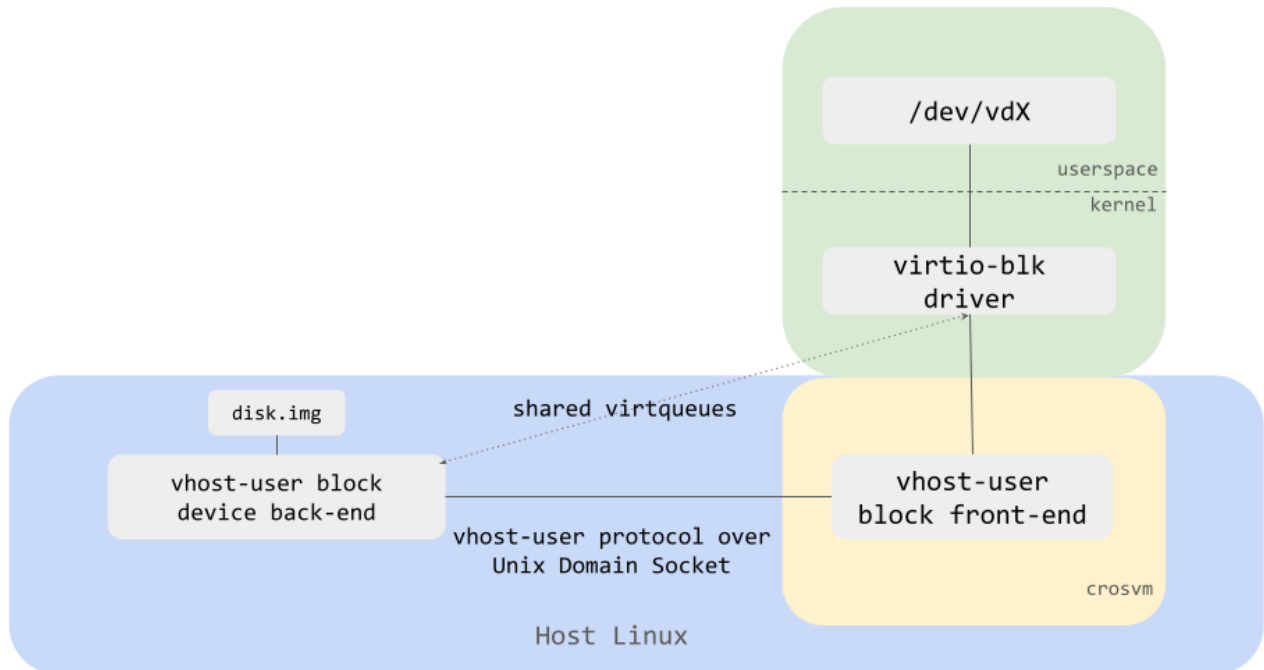 /dev/vdX
userspace
kernel
virtio-blk
driver
shared virtqueues
disk.img
vhost-user block
device back-end
vhost-user
block front-end
vhost-user protocol over
Unix Domain Socket
crosvm
Host Linux